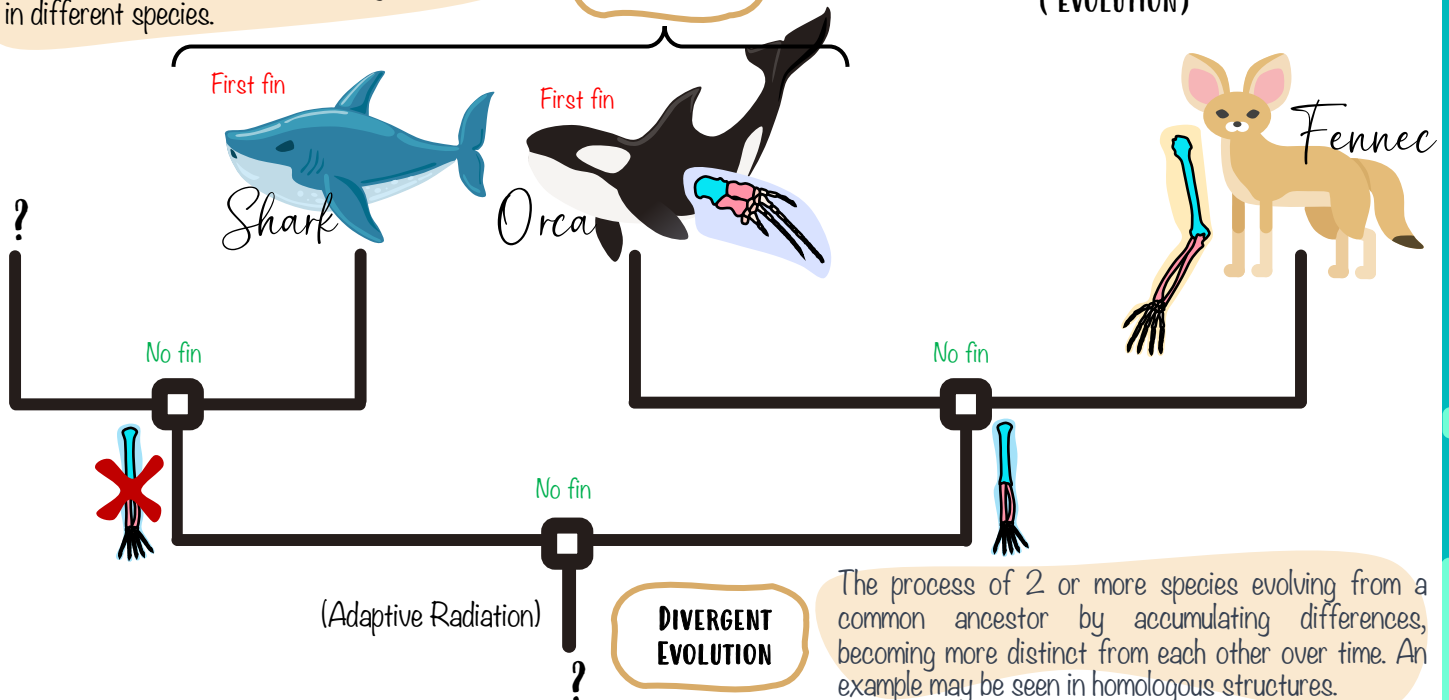 in different species.
( EVOLUTION)
First fin
First fin
Fennec
Shark
Orca
?
No fin
No fin
No fin
(Adaptive Radiation)
DIVERGENT
EVOLUTION
The process of 2 or more species evolving from a
common ancestor by accumulating differences,
becoming more distinct from each other over time. An
example may be seen in homologous structures.
?